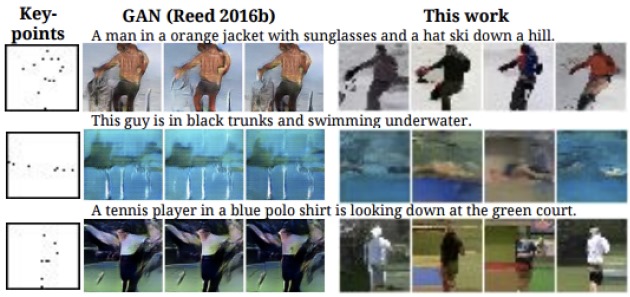 Key-
points
GAN (Reed 2016b)
This work
A man in a orange jacket with sunglasses and a hat ski down a hill.
This guy is in black trunks and swimming underwater.
A tennis player in a blue polo shirt is looking down at the green court.